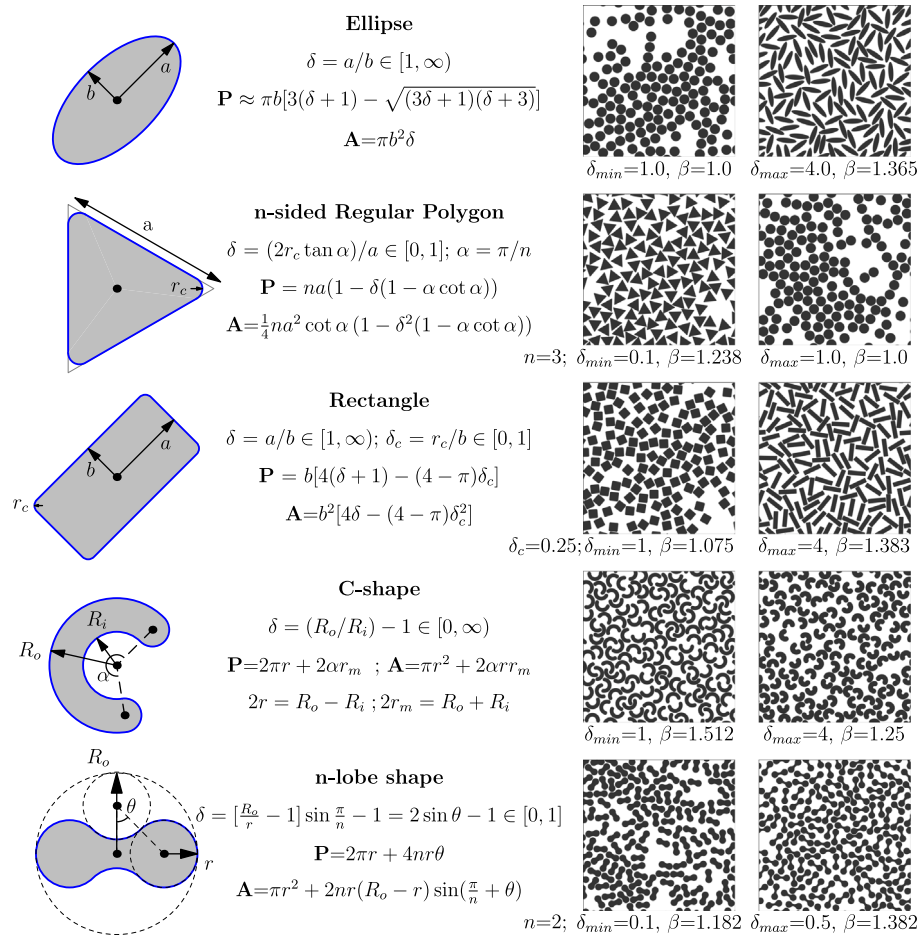 Ellipse
δ = a/b ∈ [1, ∞)
P ≈ πb[3(δ + 1) − √((3δ + 1)(δ + 3))]
A=πb²δ
a
b
δ_min=1.0, β=1.0
δ_max=4.0, β=1.365
n-sided Regular Polygon
δ = (2r_c tan α)/a ∈ [0, 1]; α = π/n
P = na(1 − δ(1 − α cot α))
A=¼na² cot α (1 − δ²(1 − α cot α))
a
r_c
n=3; δ_min=0.1, β=1.238
δ_max=1.0, β=1.0
Rectangle
δ = a/b ∈ [1, ∞); δ_c = r_c/b ∈ [0, 1]
P = b[4(δ + 1) − (4 − π)δ_c]
A=b²[4δ − (4 − π)δ_c²]
a
b
r_c
δ_c=0.25; δ_min=1, β=1.075
δ_max=4, β=1.383
C-shape
δ = (R_o/R_i) − 1 ∈ [0, ∞)
P=2πr + 2αr_m ; A=πr² + 2αrr_m
2r = R_o − R_i ; 2r_m = R_o + R_i
R_i
R_o
α
δ_min=1, β=1.512
δ_max=4, β=1.25
n-lobe shape
δ = [R_o/r − 1] sin π/n − 1 = 2 sin θ − 1 ∈ [0, 1]
P=2πr + 4nrθ
A=πr² + 2nr(R_o − r) sin(π/n + θ)
R_o
θ
r
n=2; δ_min=0.1, β=1.182
δ_max=0.5, β=1.382